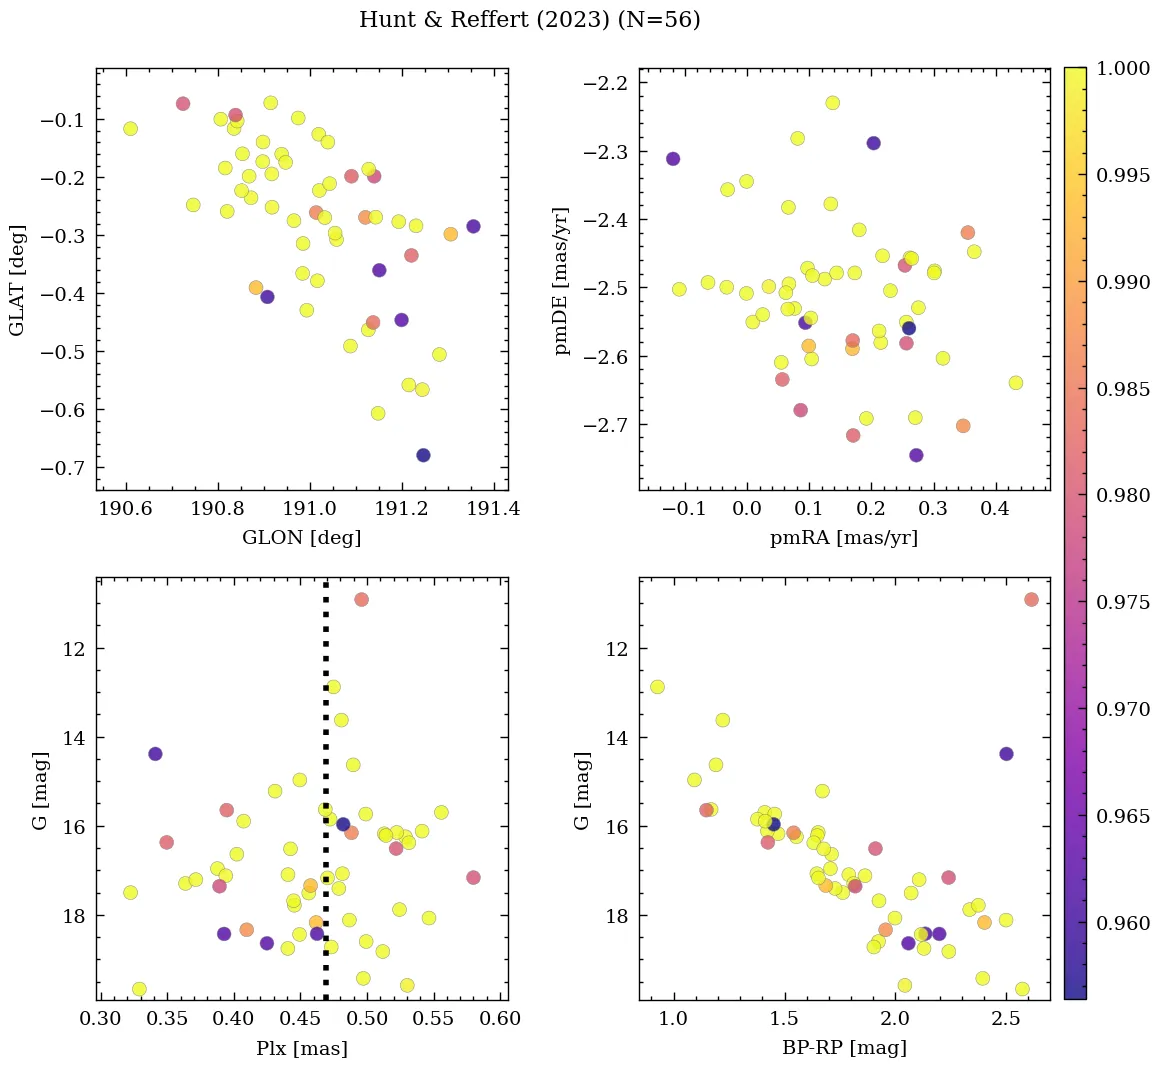 Hunt & Reffert (2023) (N=56)
−0.1
−0.2
−0.3
−0.4
−0.5
−0.6
−0.7
GLAT [deg]
190.6 190.8 191.0 191.2 191.4
GLON [deg]
−2.2
−2.3
−2.4
−2.5
−2.6
−2.7
pmDE [mas/yr]
−0.1 0.0 0.1 0.2 0.3 0.4
pmRA [mas/yr]
12
14
16
18
G [mag]
0.30 0.35 0.40 0.45 0.50 0.55 0.60
Plx [mas]
12
14
16
18
G [mag]
1.0 1.5 2.0 2.5
BP-RP [mag]
1.000
0.995
0.990
0.985
0.980
0.975
0.970
0.965
0.960